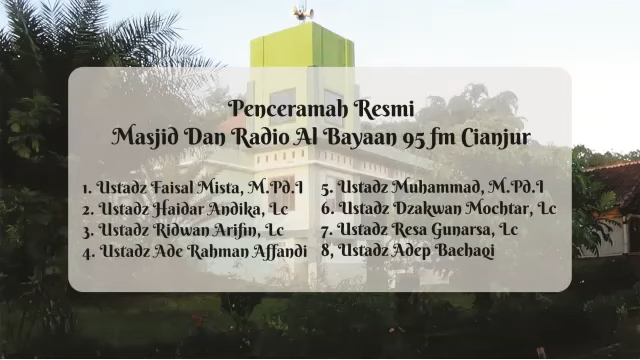 Penceramah Resmi
Masjid Dan Radio Al Bayaan 95 fm Cianjur
1. Ustadz Faisal Mista, M.Pd.I
2. Ustadz Haidar Andika, Lc
3. Ustadz Ridwan Arifin, Lc
4. Ustadz Ade Rahman Affandi
5. Ustadz Muhammad, M.Pd.I
6. Ustadz Dzakwan Mochtar, Lc
7. Ustadz Resa Gunarsa, Lc
8, Ustadz Adep Baehaqi